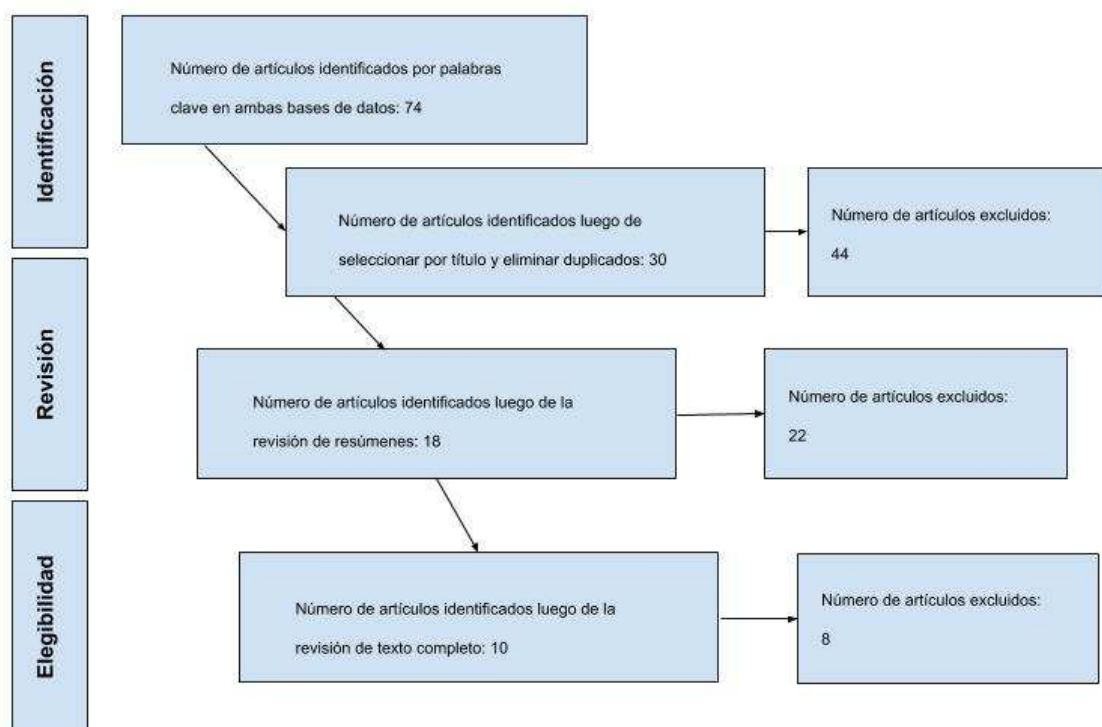 Identificación
Número de artículos identificados por palabras
clave en ambas bases de datos: 74
Número de artículos identificados luego de
seleccionar por título y eliminar duplicados: 30
Número de artículos excluidos:
44
Revisión
Número de artículos identificados luego de la
revisión de resúmenes: 18
Número de artículos excluidos:
22
Elegibilidad
Número de artículos identificados luego de la
revisión de texto completo: 10
Número de artículos excluidos:
8